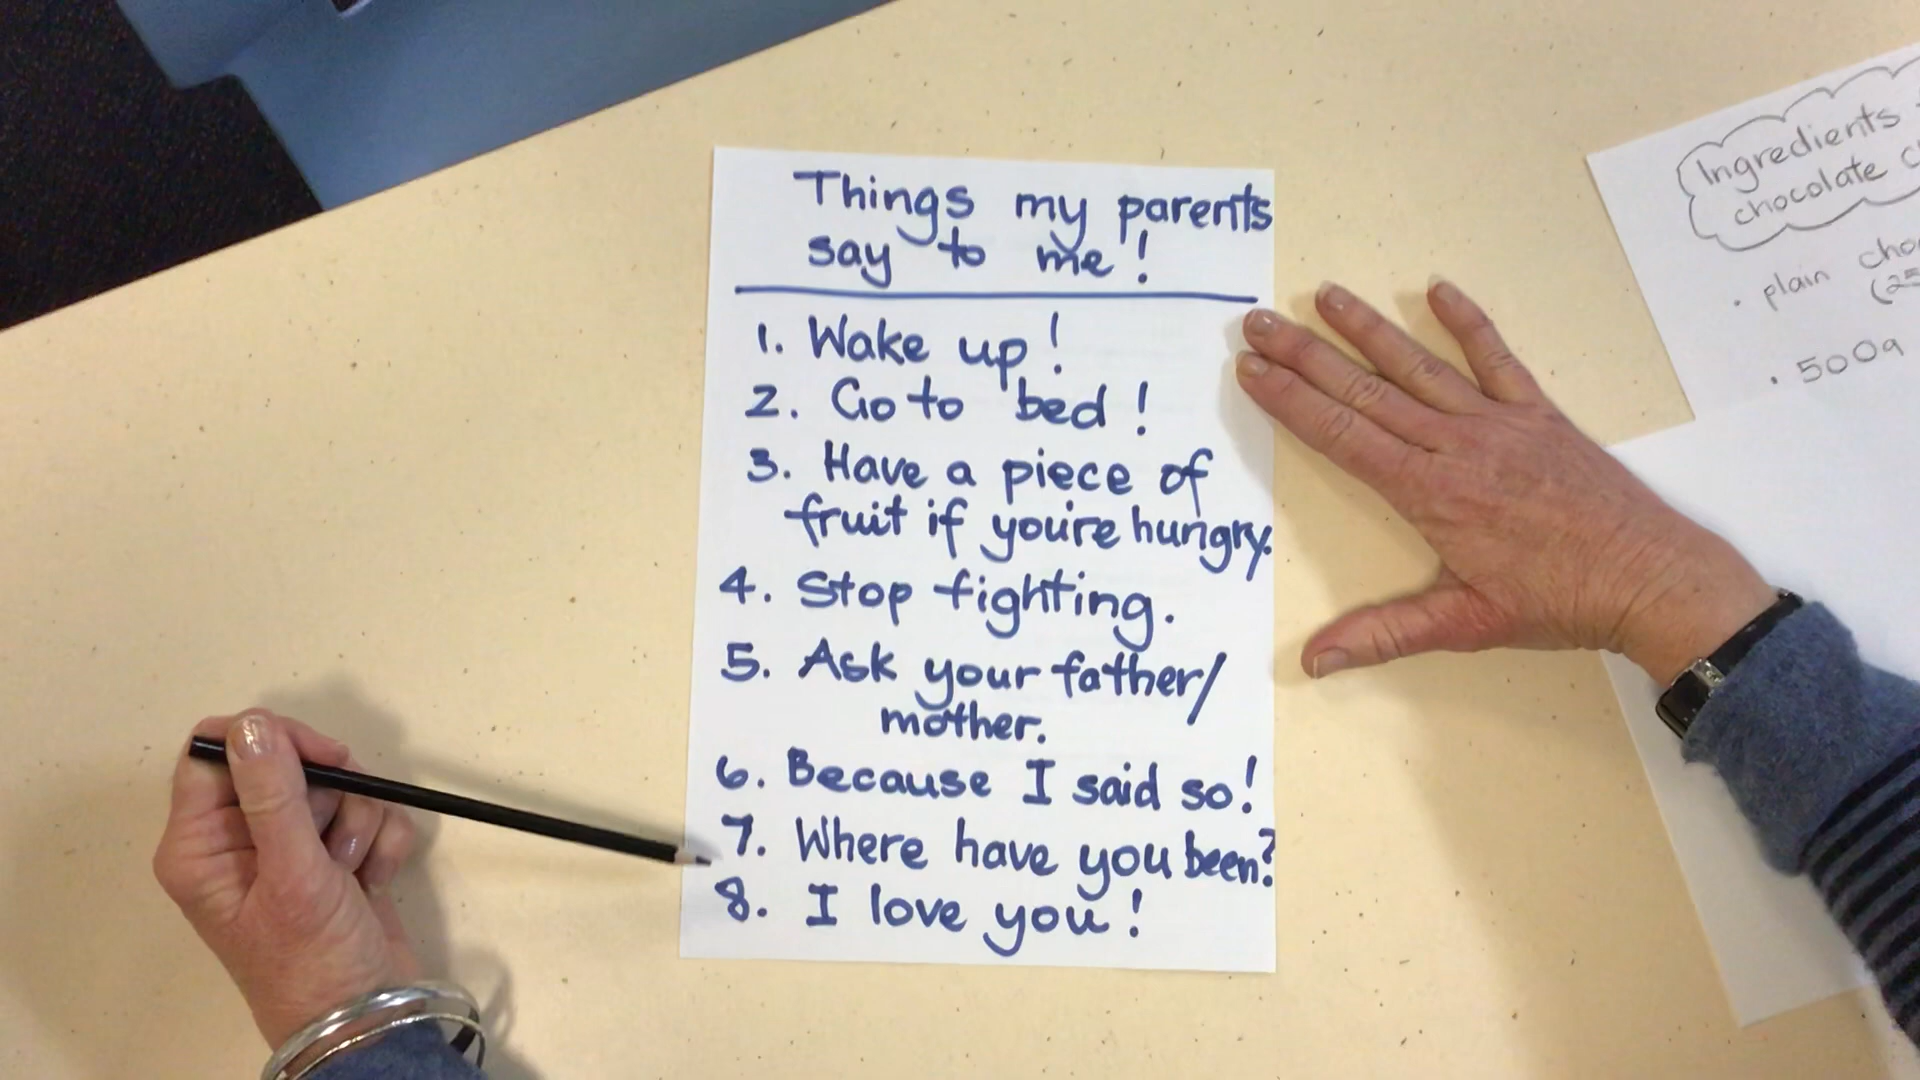 Things my parents
say to me!
1. Wake up!
2. Go to bed!
3. Have a piece of
fruit if you're hungry.
4. Stop fighting.
5. Ask your father/
mother.
6. Because I said so!
7. Where have you been?
8. I love you!
Ingredients
chocolate
• plain
• 500g